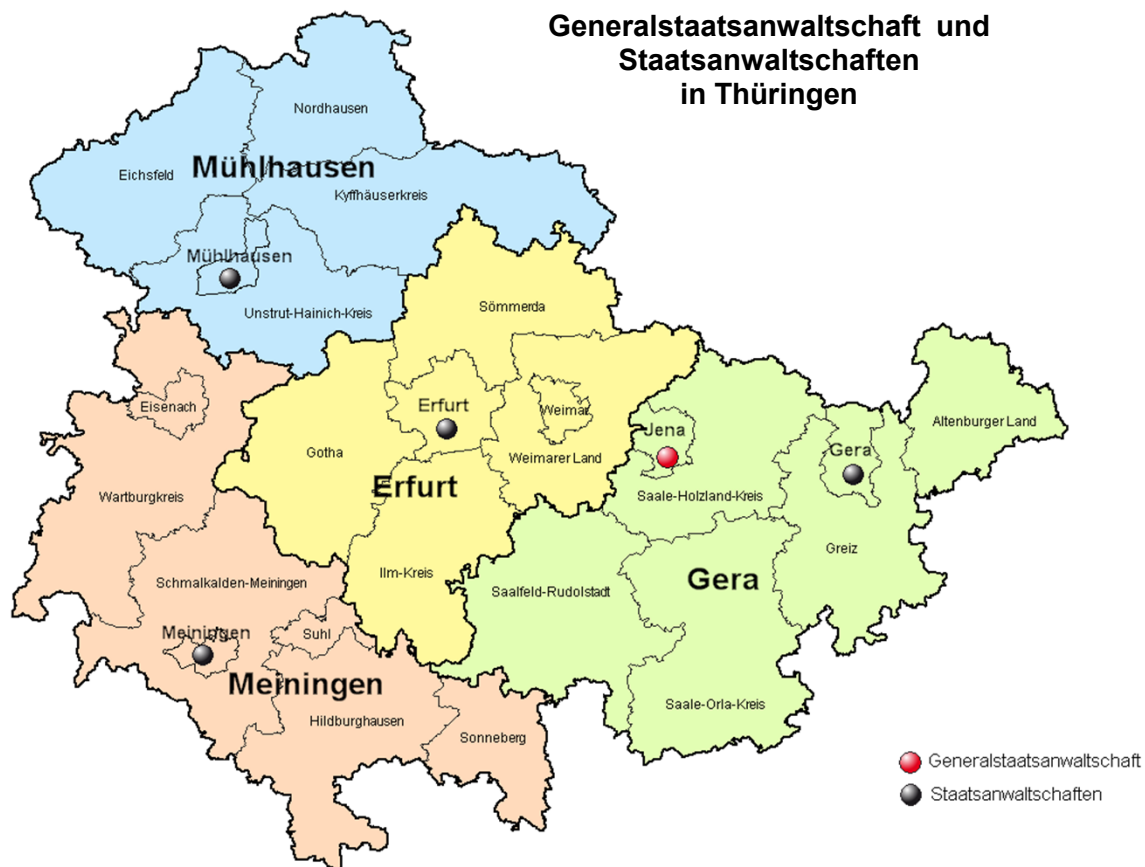 Generalstaatsanwaltschaft und
Staatsanwaltschaften
in Thüringen
Nordhausen
Eichsfeld
Mühlhausen
Kyffhäuserkreis
Mühlhausen
Unstrut-Hainich-Kreis
Sömmerda
Eisenach
Erfurt
Weimar
Altenburger Land
Jena
Gera
Gotha
Weimarer Land
Wartburgkreis
Erfurt
Saale-Holzland-Kreis
Greiz
Schmalkalden-Meiningen
Ilm-Kreis
Saalfeld-Rudolstadt
Gera
Meiningen
Suhl
Meiningen
Saale-Orla-Kreis
Hildburghausen
Sonneberg
Generalstaatsanwaltschaft
Staatsanwaltschaften